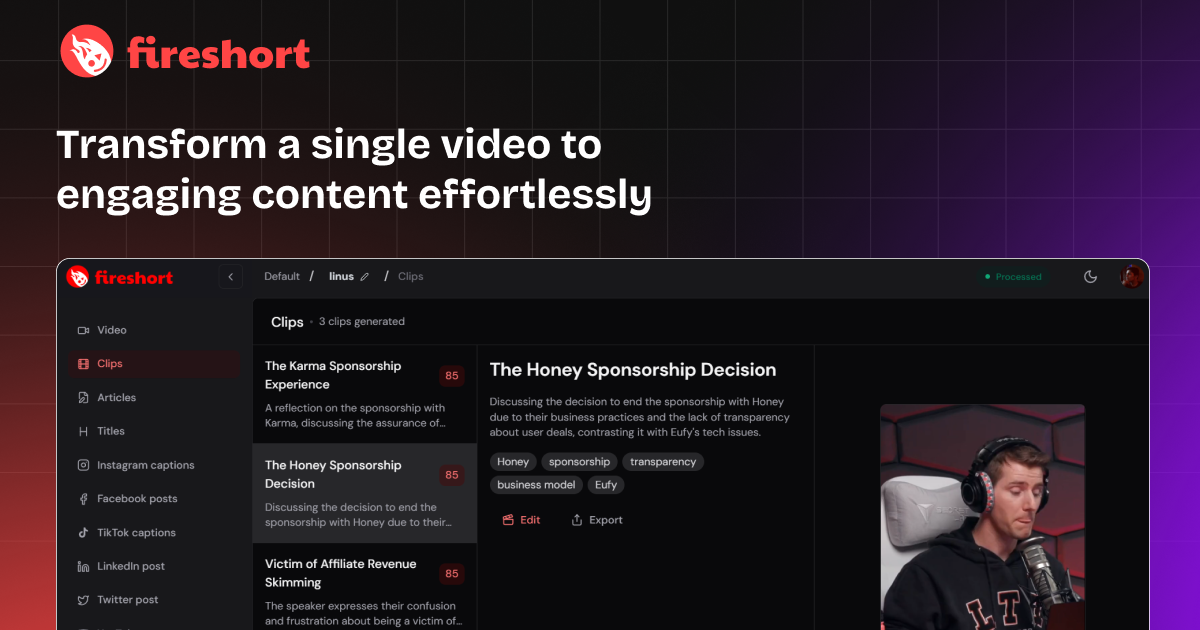 fireshort
Transform a single video to
engaging content effortlessly
fireshort
Default / linus / Clips
Processed
Video
Clips
Articles
Titles
Instagram captions
Facebook posts
TikTok captions
LinkedIn post
Twitter post
Clips • 3 clips generated
The Karma Sponsorship
Experience
85
A reflection on the sponsorship with
Karma, discussing the assurance of...
The Honey Sponsorship
Decision
85
Discussing the decision to end the
sponsorship with Honey due to their...
Victim of Affiliate Revenue
Skimming
85
The speaker expresses their confusion
and frustration about being a victim of...
The Honey Sponsorship Decision
Discussing the decision to end the sponsorship with Honey
due to their business practices and the lack of transparency
about user deals, contrasting it with Eufy's tech issues.
Honey sponsorship transparency
business model Eufy
Edit Export
LT